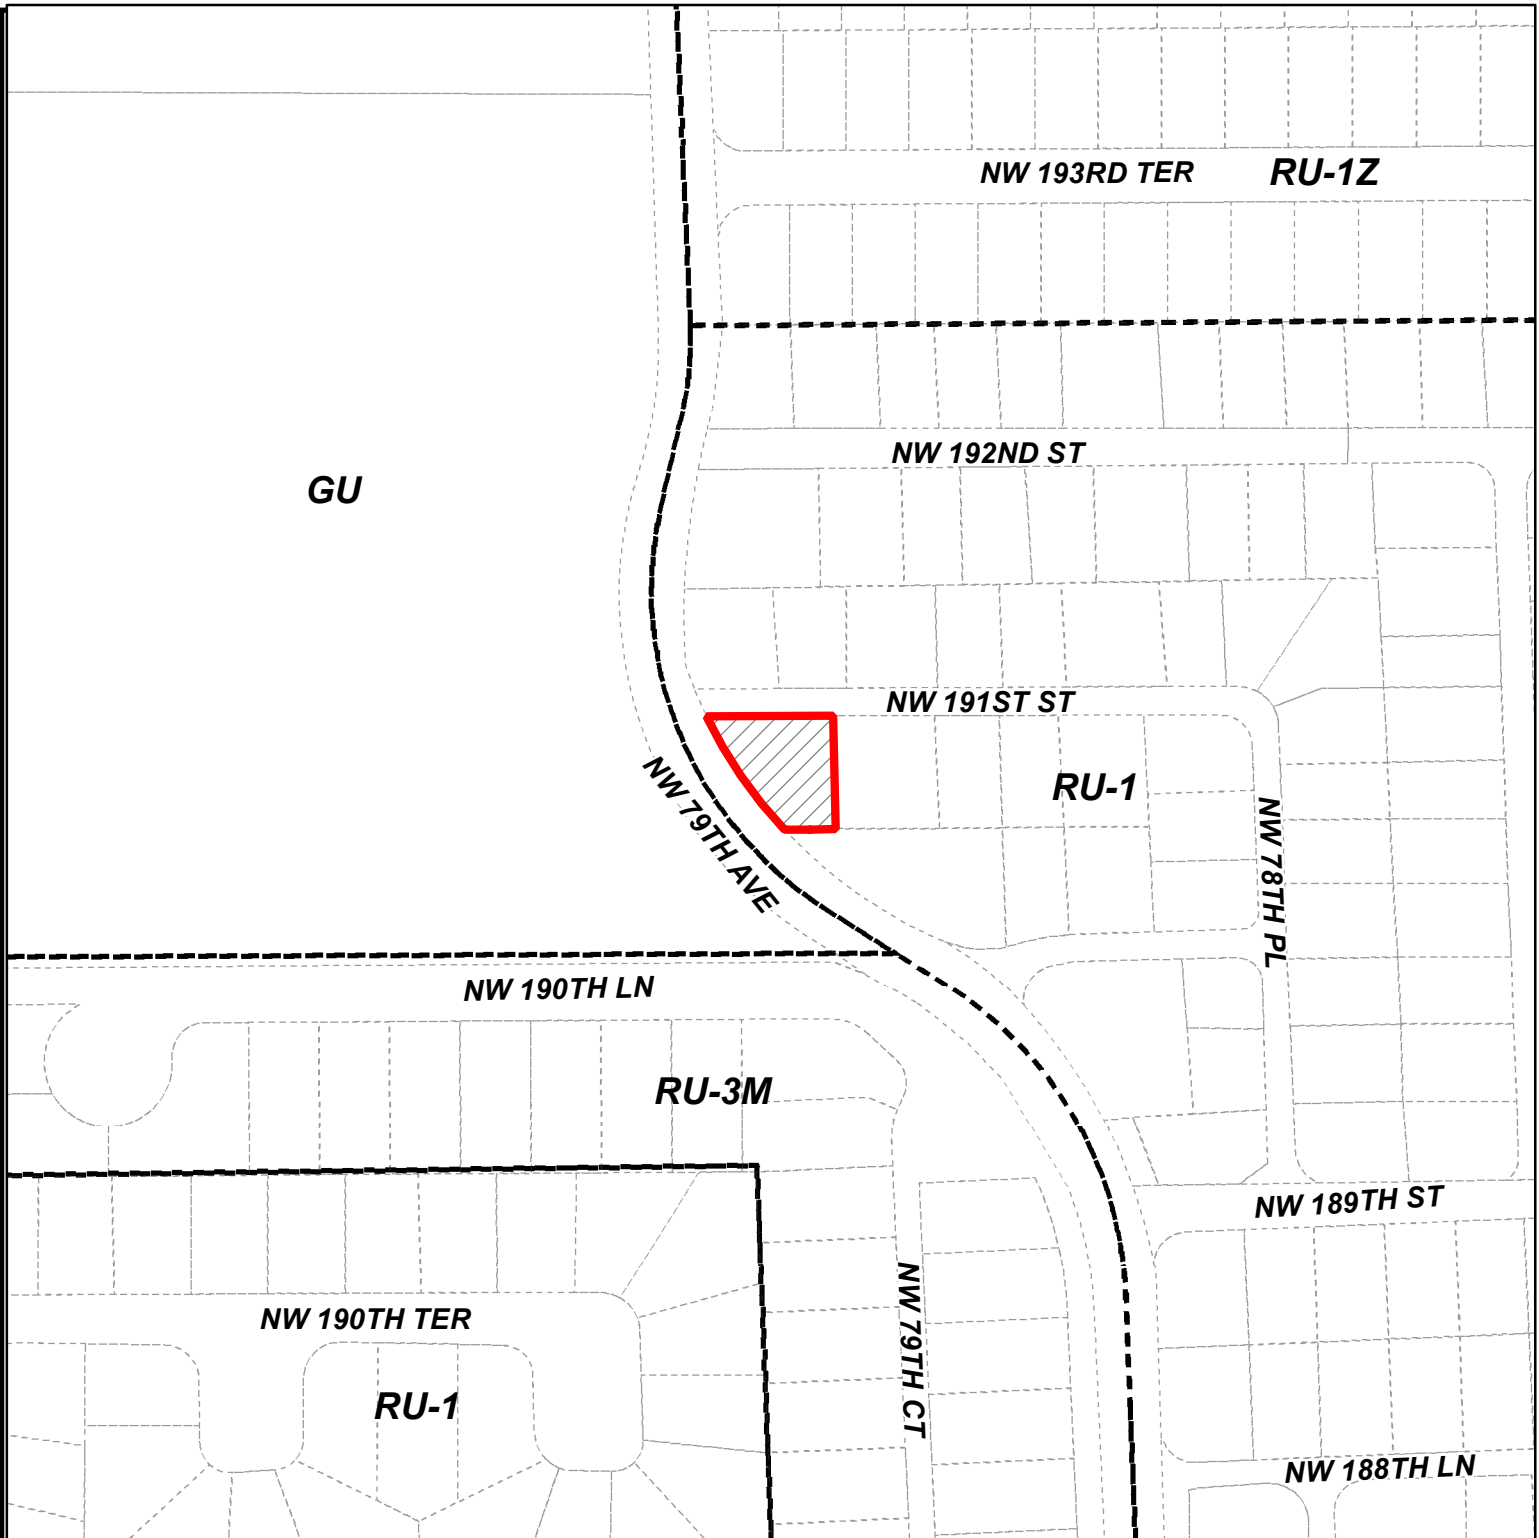 NW 193RD TER
RU-1Z
NW 192ND ST
GU
NW 191ST ST
RU-1
NW 79TH AVE
NW 78TH PL
NW 190TH LN
RU-3M
NW 189TH ST
NW 79TH CT
NW 190TH TER
RU-1
NW 188TH LN